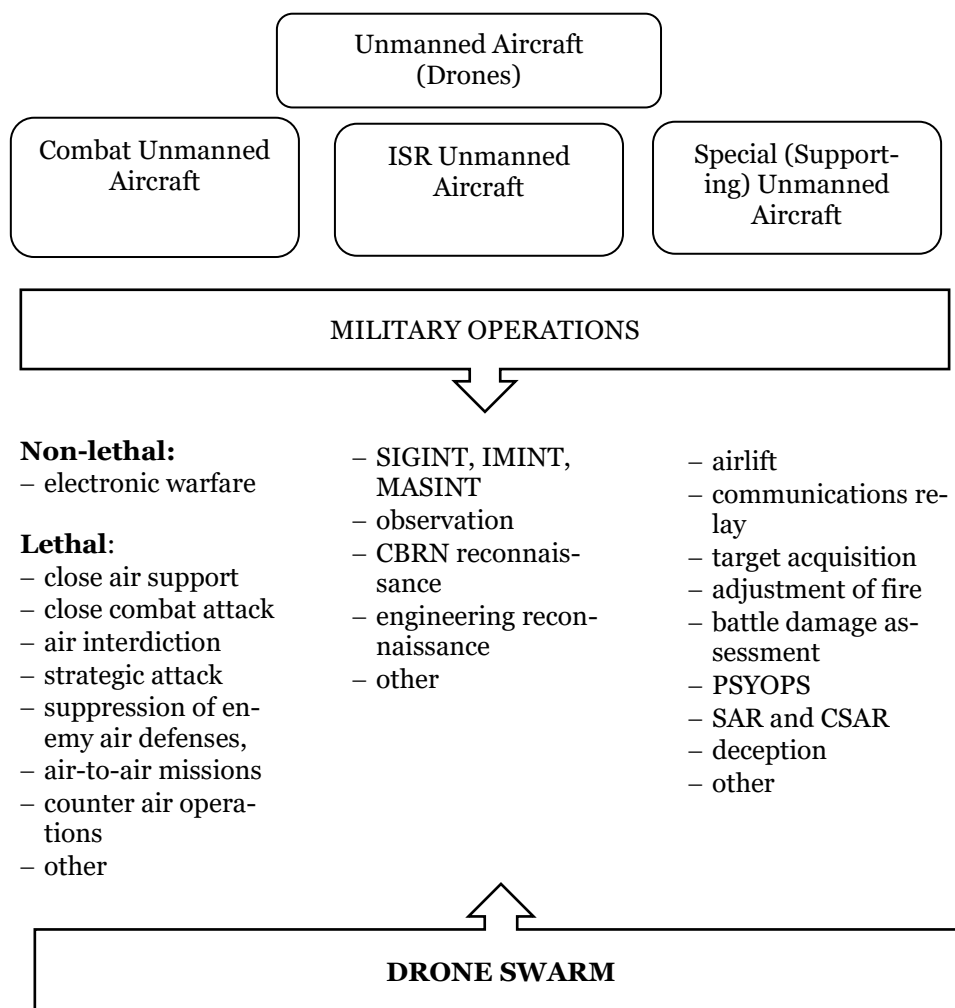 Unmanned Aircraft
(Drones)
Combat Unmanned
Aircraft
ISR Unmanned
Aircraft
Special (Support-
ing) Unmanned
Aircraft
MILITARY OPERATIONS
Non-lethal:
– electronic warfare
Lethal:
– close air support
– close combat attack
– air interdiction
– strategic attack
– suppression of en-
emy air defenses,
– air-to-air missions
– counter air opera-
tions
– other
– SIGINT, IMINT,
MASINT
– observation
– CBRN reconnais-
sance
– engineering recon-
naissance
– other
– airlift
– communications re-
lay
– target acquisition
– adjustment of fire
– battle damage as-
sessment
– PSYOPS
– SAR and CSAR
– deception
– other
DRONE SWARM